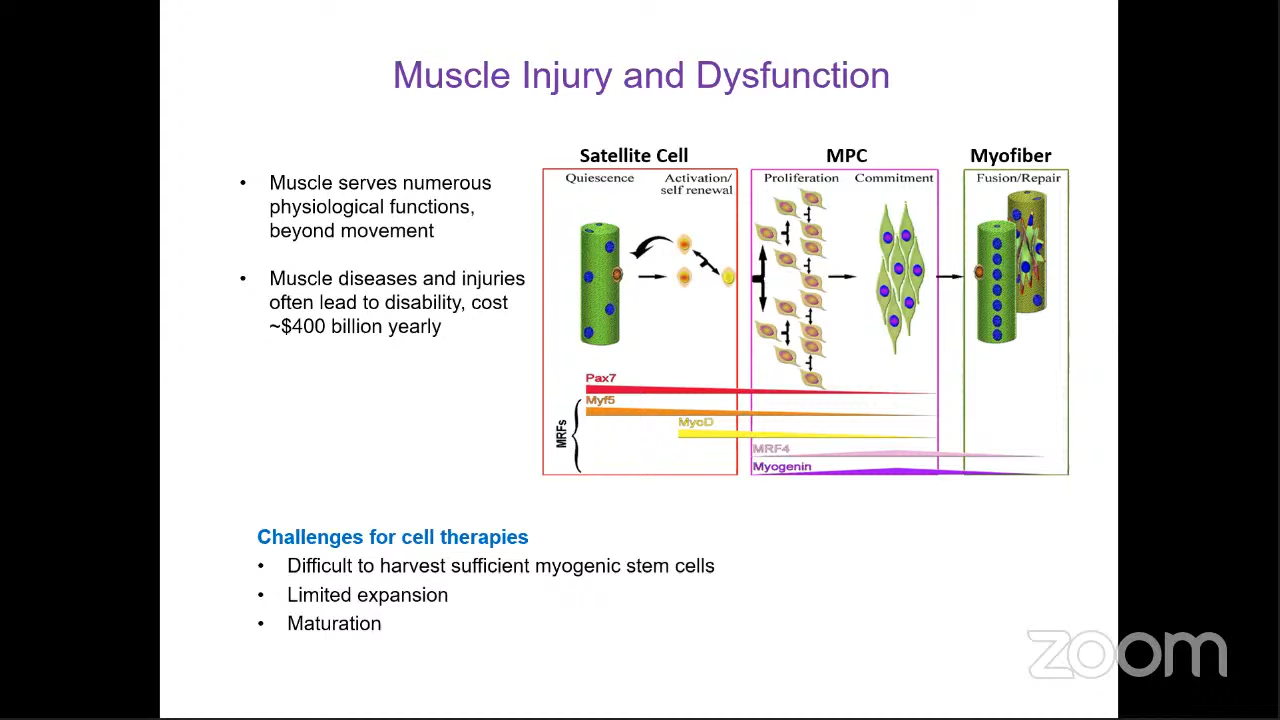 Muscle Injury and Dysfunction
• Muscle serves numerous
physiological functions,
beyond movement
• Muscle diseases and injuries
often lead to disability, cost
~$400 billion yearly
Satellite Cell
MPC
Myofiber
Quiescence
Activation/
self renewal
Proliferation
Commitment
Fusion/Repair
Pax7
Myf5
MyoD
MRF4
Myogenin
MRFs
Challenges for cell therapies
• Difficult to harvest sufficient myogenic stem cells
• Limited expansion
• Maturation
zoom